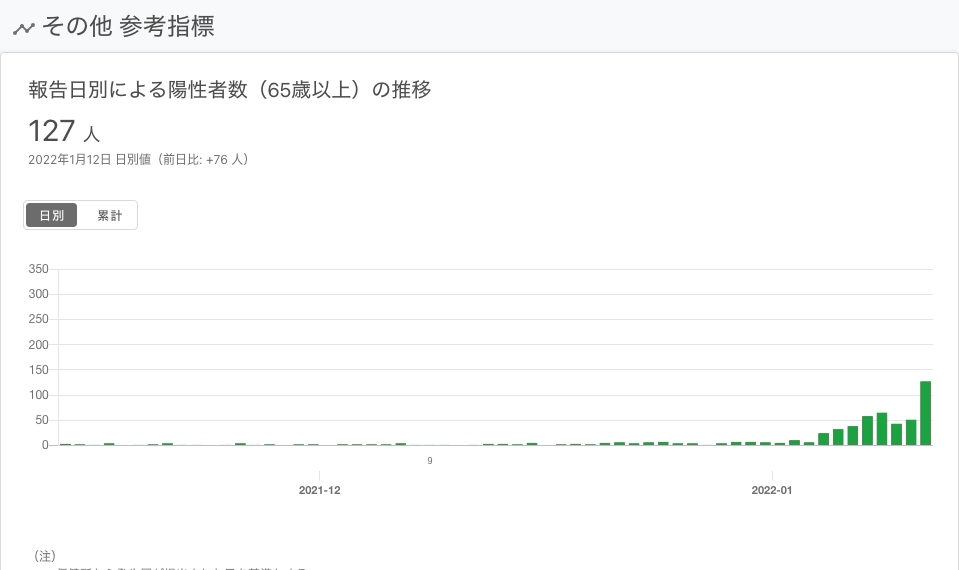 その他 参考指標
報告日別による陽性者数（65歳以上）の推移
127 人
2022年1月12日 日別値（前日比: +76 人）
日別 累計
350
300
250
200
150
100
50
0
9
2021-12 2022-01
（注）